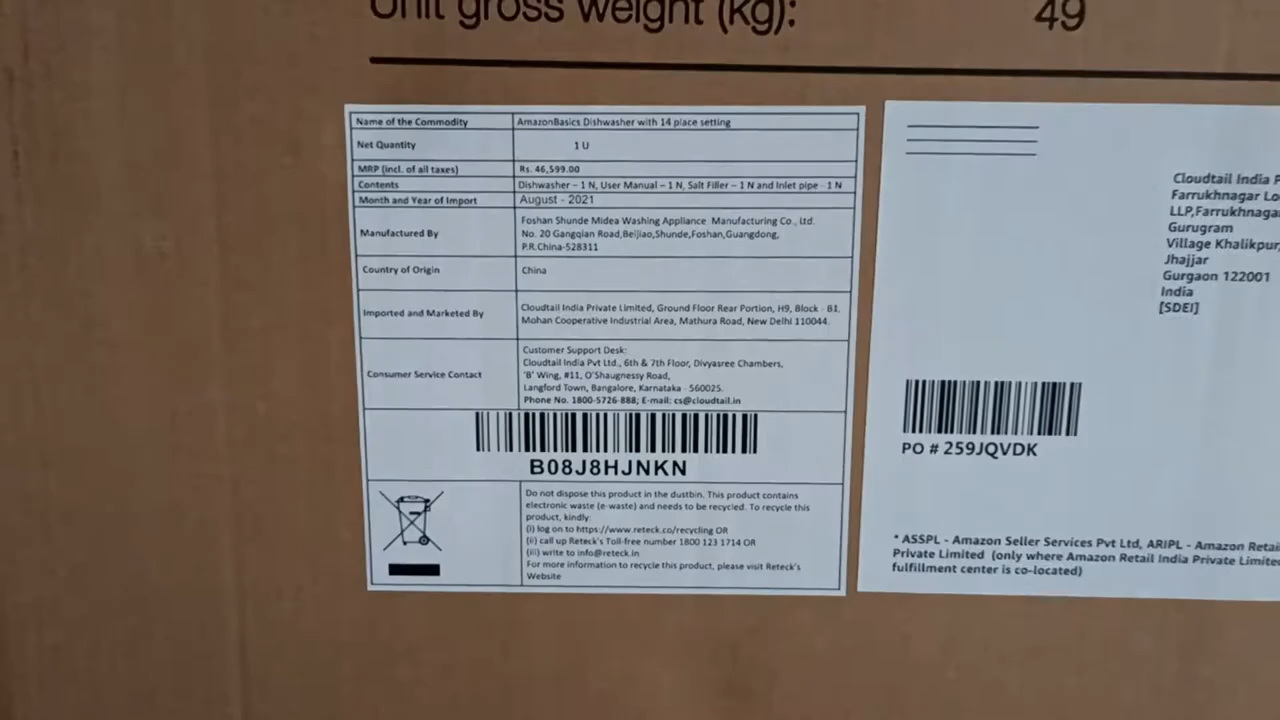 Unit gross weight (kg): 49
Name of the Commodity AmazonBasics Dishwasher with 14 place setting
Net Quantity 1 U
MRP (incl. of all taxes) Rs. 46,599.00
Contents Dishwasher – 1 N, User Manual – 1 N, Salt Filler – 1 N and Inlet pipe - 1 N
Month and Year of Import August - 2021
Manufactured By
Foshan Shunde Midea Washing Appliance Manufacturing Co., Ltd.
No. 20 Gangqian Road,Beijiao,Shunde,Foshan,Guangdong,
P.R.China-528311
Country of Origin China
Imported and Marketed By
Cloudtail India Private Limited, Ground Floor Rear Portion, H9, Block - B1,
Mohan Cooperative Industrial Area, Mathura Road, New Delhi 110044.
Consumer Service Contact
Customer Support Desk:
Cloudtail India Pvt Ltd., 6th & 7th Floor, Divyasree Chambers,
'B' Wing, #11, O'Shaugnessy Road,
Langford Town, Bangalore, Karnataka - 560025.
Phone No. 1800-5726-888; E-mail: cs@cloudtail.in
B08J8HJNKN
Do not dispose this product in the dustbin. This product contains
electronic waste (e-waste) and needs to be recycled. To recycle this
product, kindly:
(i) log on to https://www.reteck.co/recycling OR
(ii) call up Reteck's Toll-free number 1800 123 1714 OR
(iii) write to info@reteck.in
For more information to recycle this product, please visit Reteck's
Website
Cloudtail India P
Farrukhnagar Lo
LLP,Farrukhnaga
Gurugram
Village Khalikpur,
Jhajjar
Gurgaon 122001
India
[SDEI]
PO # 259JQVDK
* ASSPL - Amazon Seller Services Pvt Ltd, ARIPL - Amazon Retai
Private Limited (only where Amazon Retail India Private Limite
fulfillment center is co-located)